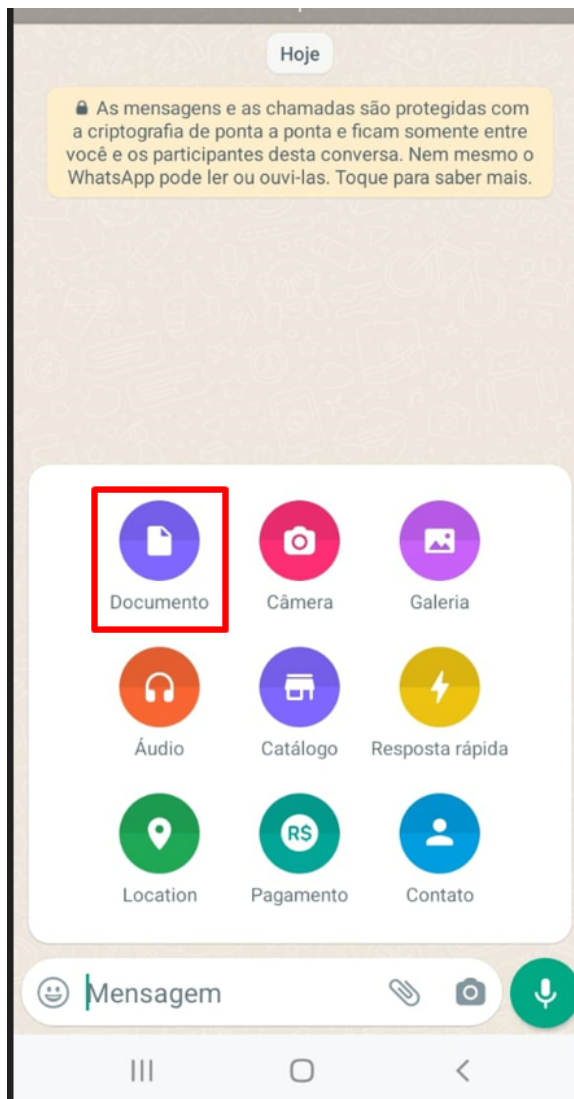 Hoje
As mensagens e as chamadas são protegidas com
a criptografia de ponta a ponta e ficam somente entre
você e os participantes desta conversa. Nem mesmo o
WhatsApp pode ler ou ouvi-las. Toque para saber mais.
Documento Câmera Galeria
Áudio Catálogo Resposta rápida
R$
Location Pagamento Contato
Mensagem